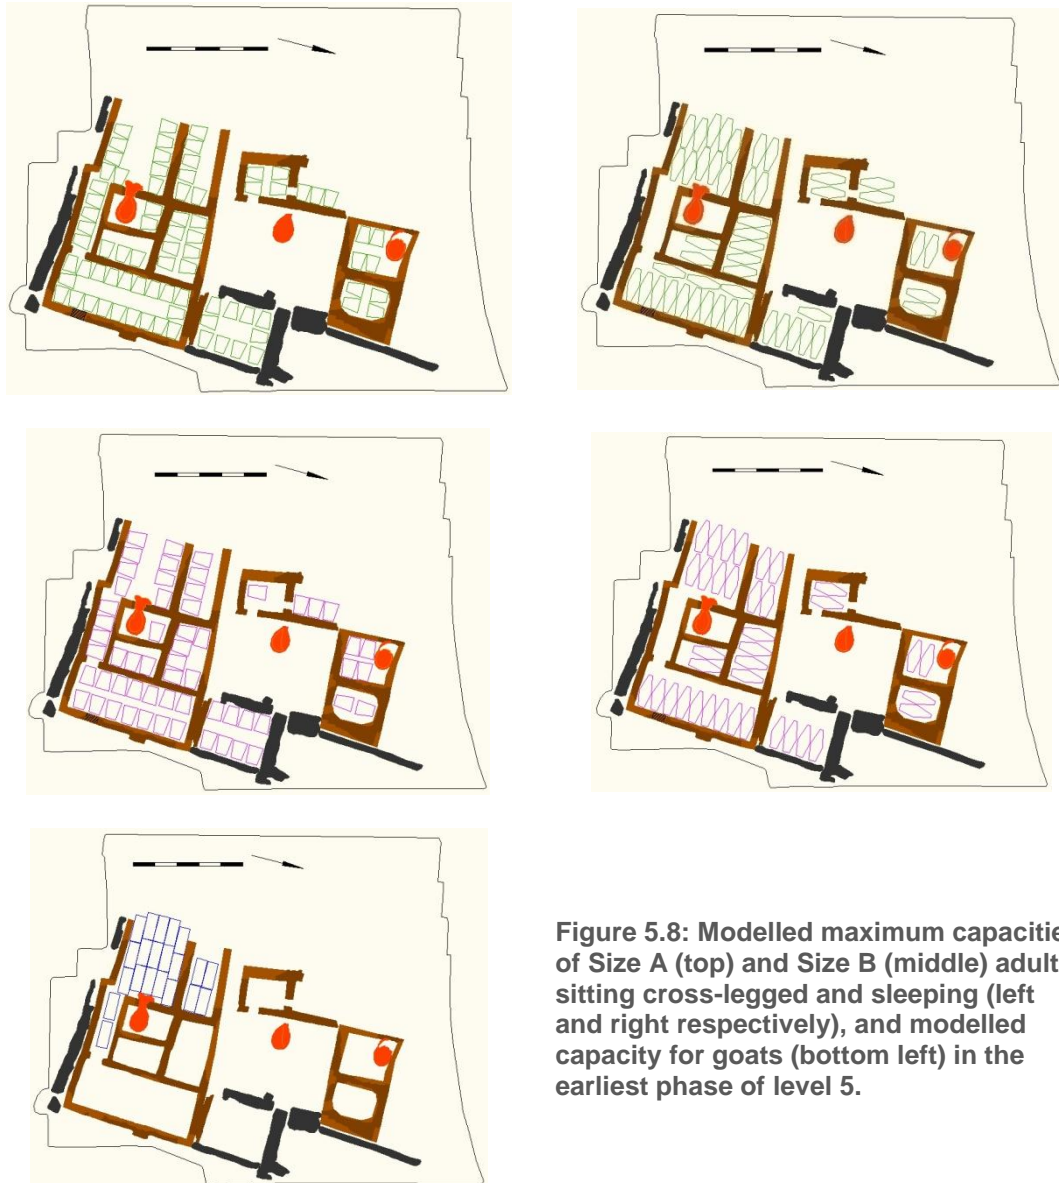 Figure 5.8: Modelled maximum capacitie
of Size A (top) and Size B (middle) adult
sitting cross-legged and sleeping (left
and right respectively), and modelled
capacity for goats (bottom left) in the
earliest phase of level 5.